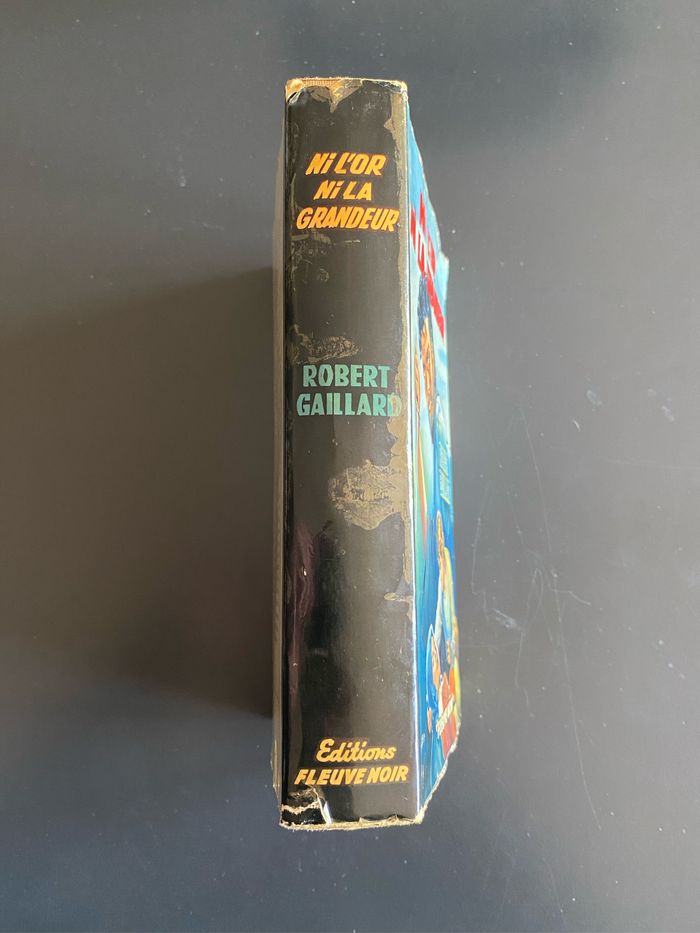 Ni L'OR
Ni LA
GRANDEUR
ROBERT
GAILLARD
Editions
FLEUVE NOIR